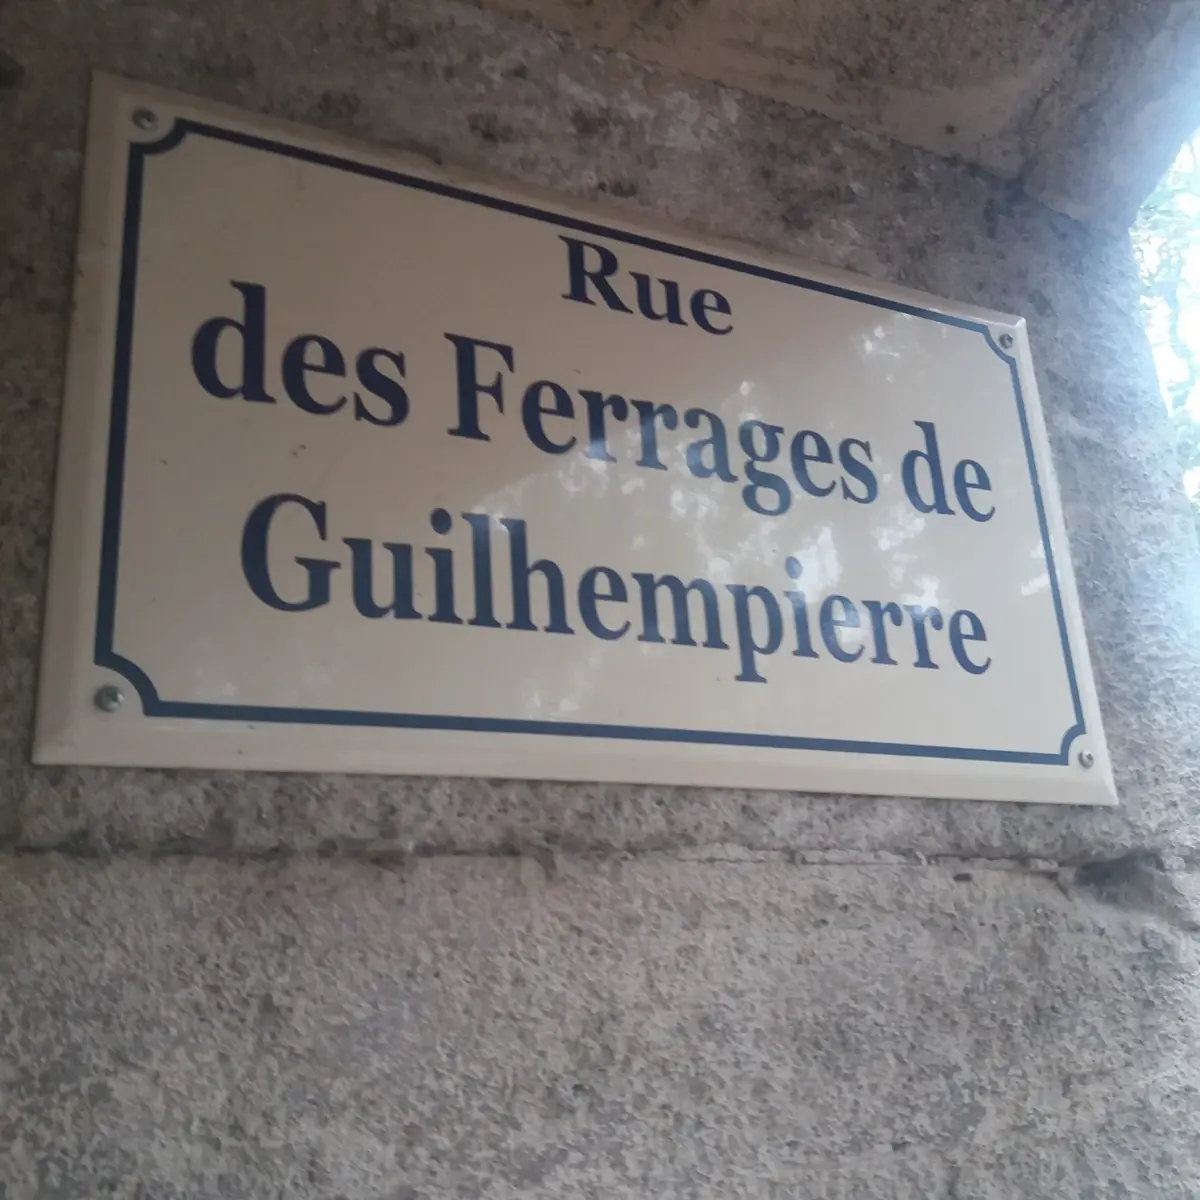 Rue
des Ferrages de
Guilhempierre